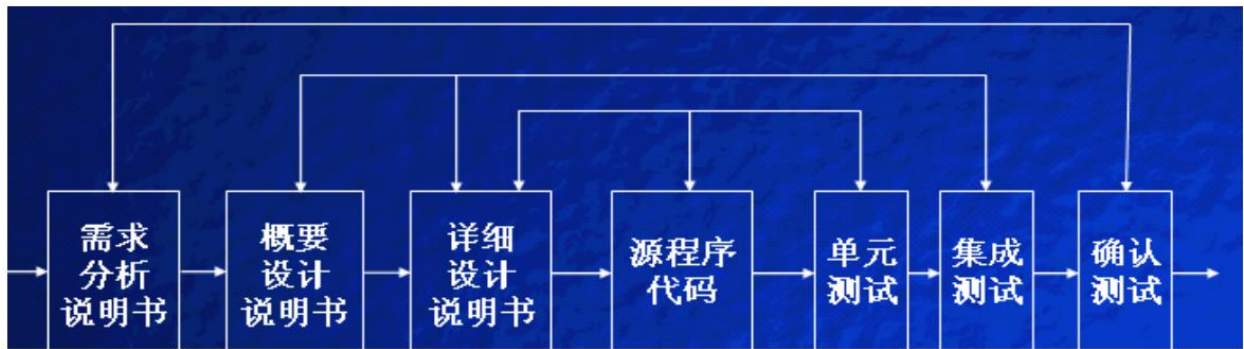 需求
分析
说明书
概要
设计
说明书
详细
设计
说明书
源程序
代码
单元
测试
集成
测试
确认
测试